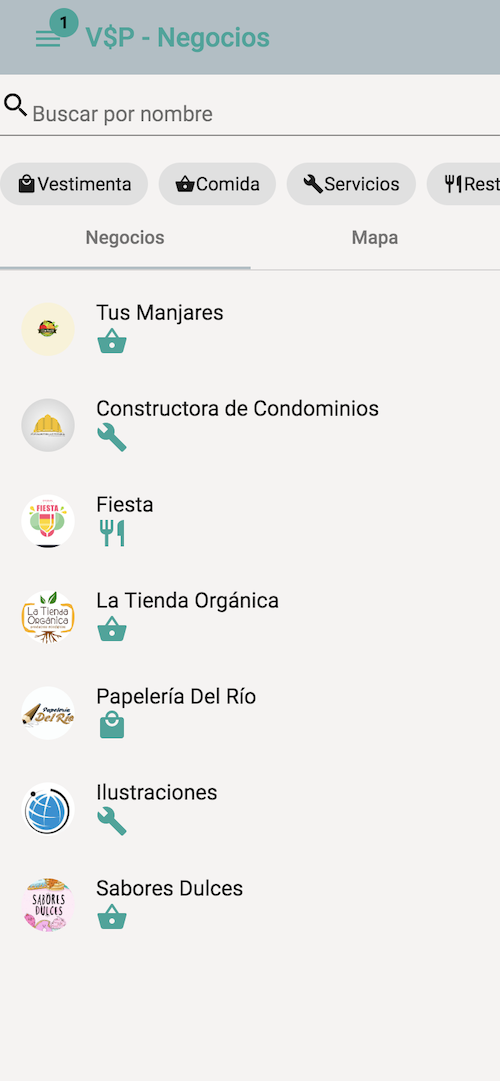 1
V$P - Negocios
Buscar por nombre
Vestimenta
Comida
Servicios
Rest
Negocios
Mapa
Tus Manjares
Constructora de Condominios
FIESTA
Fiesta
La Tienda
Orgánica
La Tienda Orgánica
Papelería
Del Río
Papelería Del Río
Ilustraciones
SABORES
DULCES
Sabores Dulces